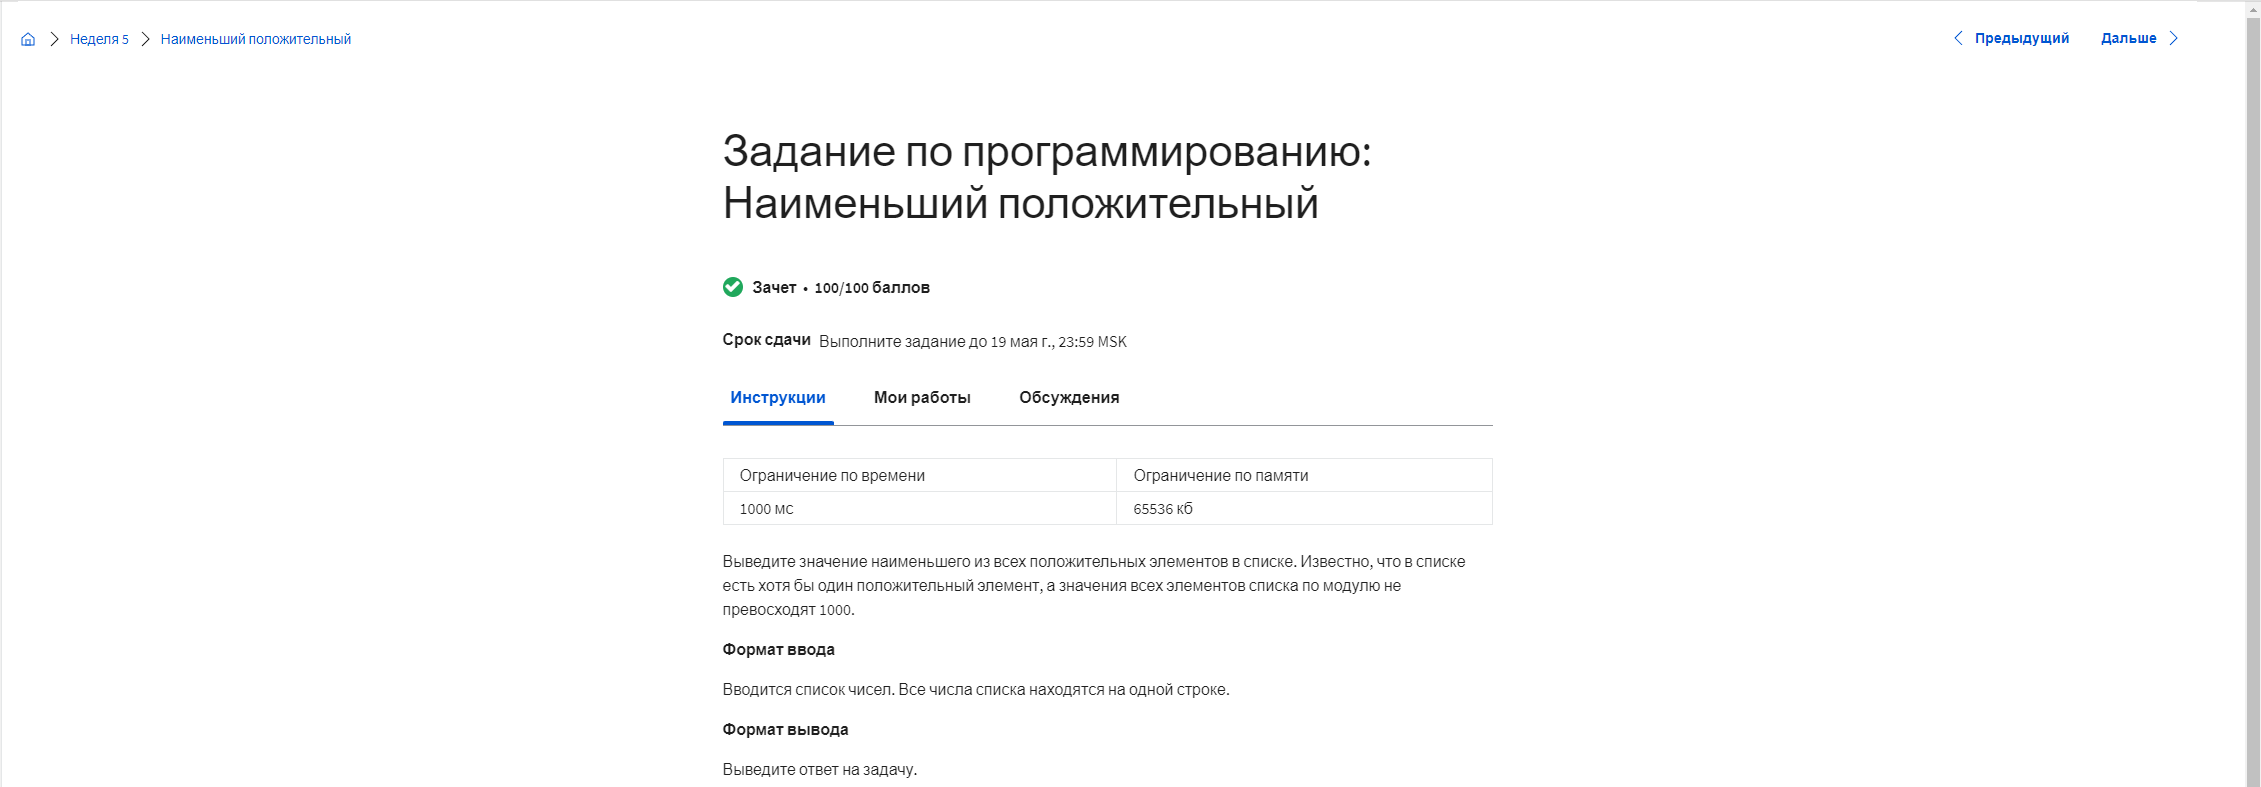 Неделя 5
Наименьший положительный
Предыдущий
Дальше
Задание по программированию:
Наименьший положительный
Зачет • 100/100 баллов
Срок сдачи Выполните задание до 19 мая г., 23:59 MSK
Инструкции
Мои работы
Обсуждения
Ограничение по времени
Ограничение по памяти
1000 мс
65536 кб
Выведите значение наименьшего из всех положительных элементов в списке. Известно, что в списке
есть хотя бы один положительный элемент, а значения всех элементов списка по модулю не
превосходят 1000.
Формат ввода
Вводится список чисел. Все числа списка находятся на одной строке.
Формат вывода
Выведите ответ на задачу.